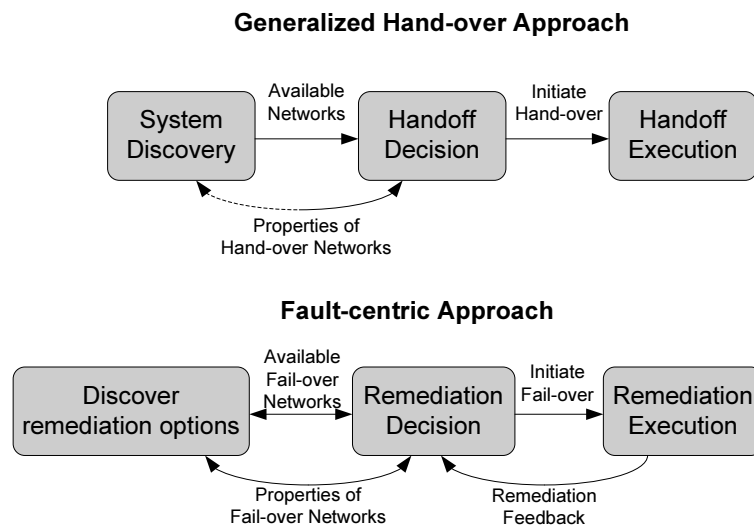 Generalized Hand-over Approach
Available
Networks
Initiate
Hand-over
System
Discovery
Handoff
Decision
Handoff
Execution
Properties of
Hand-over Networks
Fault-centric Approach
Available
Fail-over
Networks
Initiate
Fail-over
Discover
remediation options
Remediation
Decision
Remediation
Execution
Properties of
Fail-over Networks
Remediation
Feedback